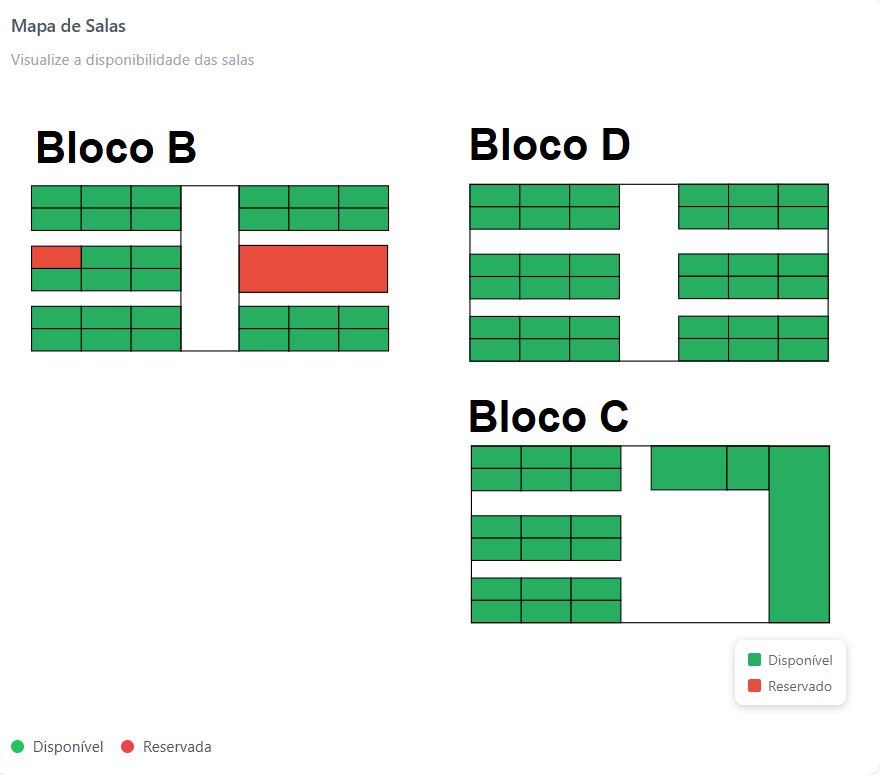 Mapa de Salas
Visualize a disponibilidade das salas
Bloco B
Bloco D
Bloco C
Disponível
Reservado
Disponível
Reservada